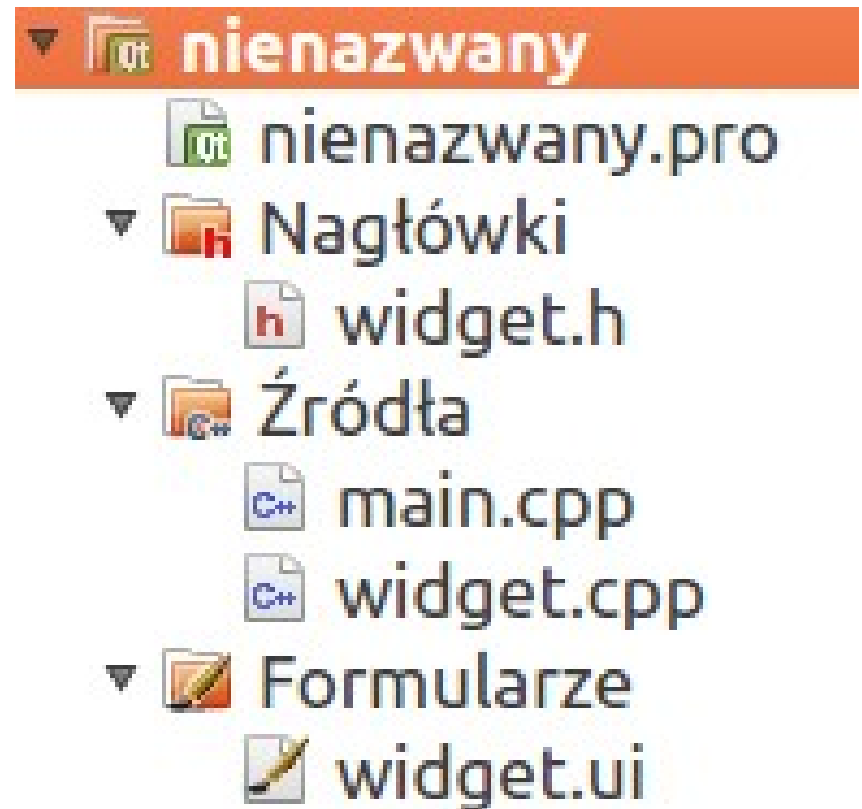 nienazwany
nienazwany.pro
Nagłówki
widget.h
Źródła
main.cpp
widget.cpp
Formularze
widget.ui